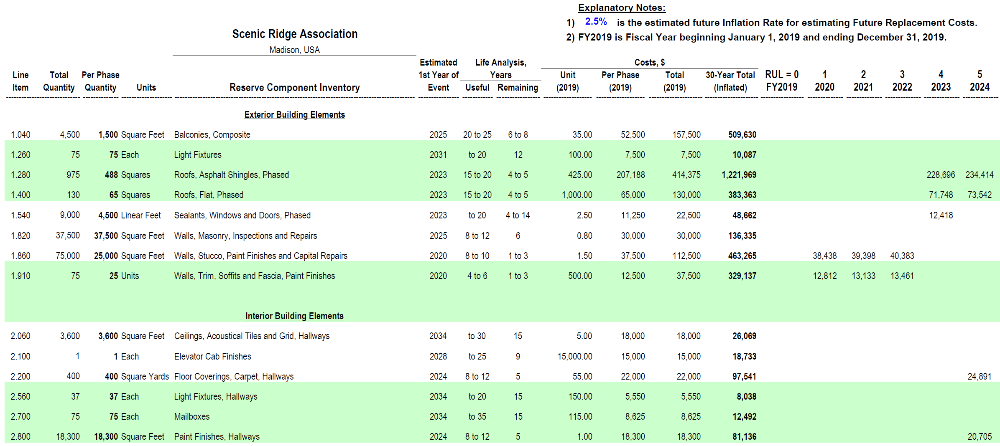 Explanatory Notes:
1) 2.5% is the estimated future Inflation Rate for estimating Future Replacement Costs.
Scenic Ridge Association
2) FY2019 is Fiscal Year beginning January 1, 2019 and ending December 31, 2019.
Madison, USA
Estimated Life Analysis, Costs, $
Line Total Per Phase 1st Year of Years Unit Per Phase Total 30-Year Total RUL = 0 1 2 3 4 5
Item Quantity Quantity Units Reserve Component Inventory Event Useful Remaining (2019) (2019) (2019) (Inflated) FY2019 2020 2021 2022 2023 2024
Exterior Building Elements
1.040 4,500 1,500 Square Feet Balconies, Composite 2025 20 to 25 6 to 8 35.00 52,500 157,500 509,630
1.260 75 75 Each Light Fixtures 2031 to 20 12 100.00 7,500 7,500 10,087
1.280 975 488 Squares Roofs, Asphalt Shingles, Phased 2023 15 to 20 4 to 5 425.00 207,188 414,375 1,221,969 228,696 234,414
1.400 130 65 Squares Roofs, Flat, Phased 2023 15 to 20 4 to 5 1,000.00 65,000 130,000 383,363 71,748 73,542
1.540 9,000 4,500 Linear Feet Sealants, Windows and Doors, Phased 2023 to 20 4 to 14 2.50 11,250 22,500 48,662 12,418
1.820 37,500 37,500 Square Feet Walls, Masonry, Inspections and Repairs 2025 8 to 12 6 0.80 30,000 30,000 136,335
1.860 75,000 25,000 Square Feet Walls, Stucco, Paint Finishes and Capital Repairs 2020 8 to 10 1 to 3 1.50 37,500 112,500 463,265 38,438 39,398 40,383
1.910 75 25 Units Walls, Trim, Soffits and Fascia, Paint Finishes 2020 4 to 6 1 to 3 500.00 12,500 37,500 329,137 12,812 13,133 13,461
Interior Building Elements
2.060 3,600 3,600 Square Feet Ceilings, Acoustical Tiles and Grid, Hallways 2034 to 30 15 5.00 18,000 18,000 26,069
2.100 1 1 Each Elevator Cab Finishes 2028 to 25 9 15,000.00 15,000 15,000 18,733
2.200 400 400 Square Yards Floor Coverings, Carpet, Hallways 2024 8 to 12 5 55.00 22,000 22,000 97,541 24,891
2.560 37 37 Each Light Fixtures, Hallways 2034 to 20 15 150.00 5,550 5,550 8,038
2.700 75 75 Each Mailboxes 2034 to 35 15 115.00 8,625 8,625 12,492
2.800 18,300 18,300 Square Feet Paint Finishes, Hallways 2024 8 to 12 5 1.00 18,300 18,300 81,136 20,705